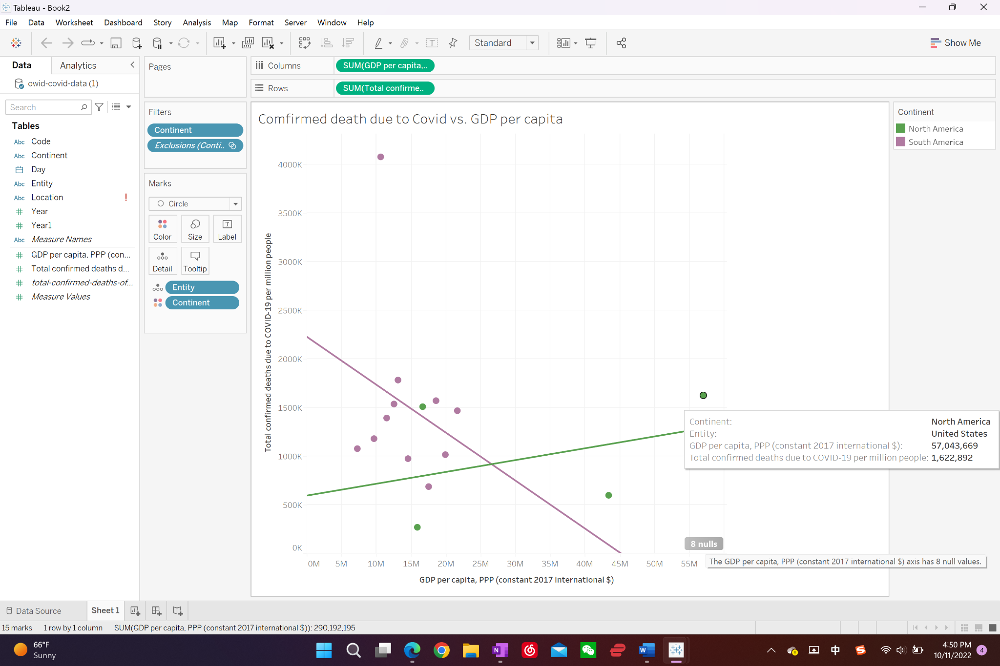 Tableau - Book2
File Data Worksheet Dashboard Story Analysis Map Format Server Window Help
Standard
Show Me
Data Analytics
owid-covid-data (1)
Search
Tables
Abc Code
Abc Continent
Day
Abc Entity
Abc Location !
# Year
# Year1
Abc Measure Names
# GDP per capita, PPP (con...
# Total confirmed deaths d...
# total-confirmed-deaths-of...
# Measure Values
Pages
Filters
Continent
Exclusions (Conti..
Marks
Circle
Color Size Label
Detail Tooltip
Entity
Continent
Columns SUM(GDP per capita,..
Rows SUM(Total confirme..
Comfirmed death due to Covid vs. GDP per capita
Total confirmed deaths due to COVID-19 per million people
4000K
3500K
3000K
2500K
2000K
1500K
1000K
500K
0K
0M 5M 10M 15M 20M 25M 30M 35M 40M 45M 50M 55M
GDP per capita, PPP (constant 2017 international $)
Continent: North America
Entity: United States
GDP per capita, PPP (constant 2017 international $): 57,043,669
Total confirmed deaths due to COVID-19 per million people: 1,622,892
8 nulls
The GDP per capita, PPP (constant 2017 international $) axis has 8 null values.
Continent
North America
South America
Data Source Sheet 1
15 marks 1 row by 1 column SUM(GDP per capita, PPP (constant 2017 international $)): 290,192,195
66°F
Sunny
N
W
中
S
4:50 PM
10/11/2022
4